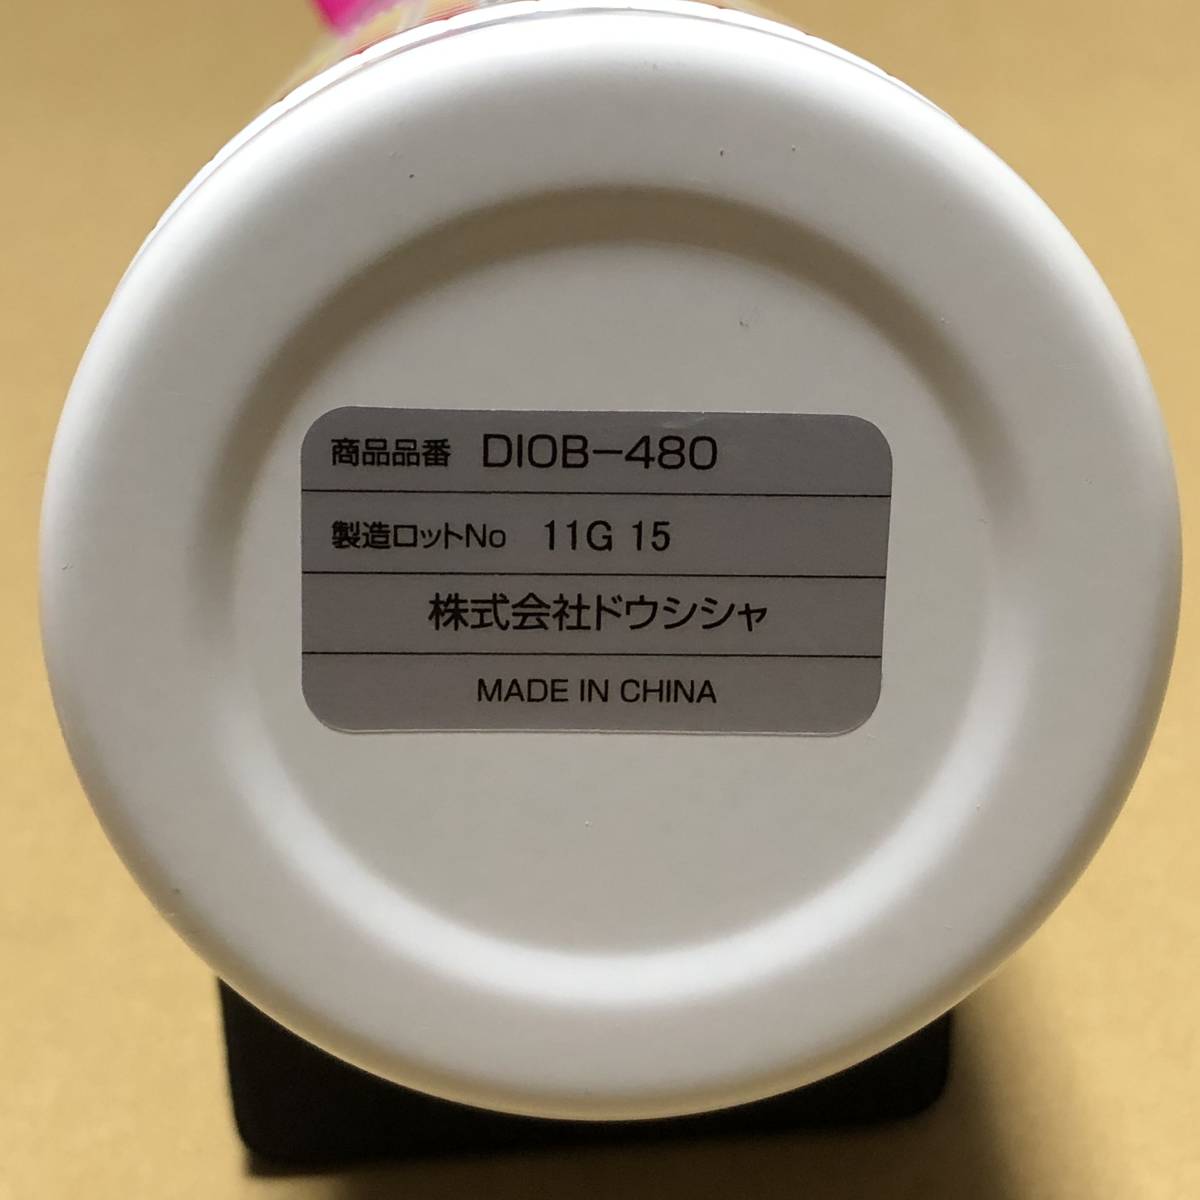 商品品番 DIOB-480
製造ロットNo 11G 15
株式会社ドウシシャ
MADE IN CHINA